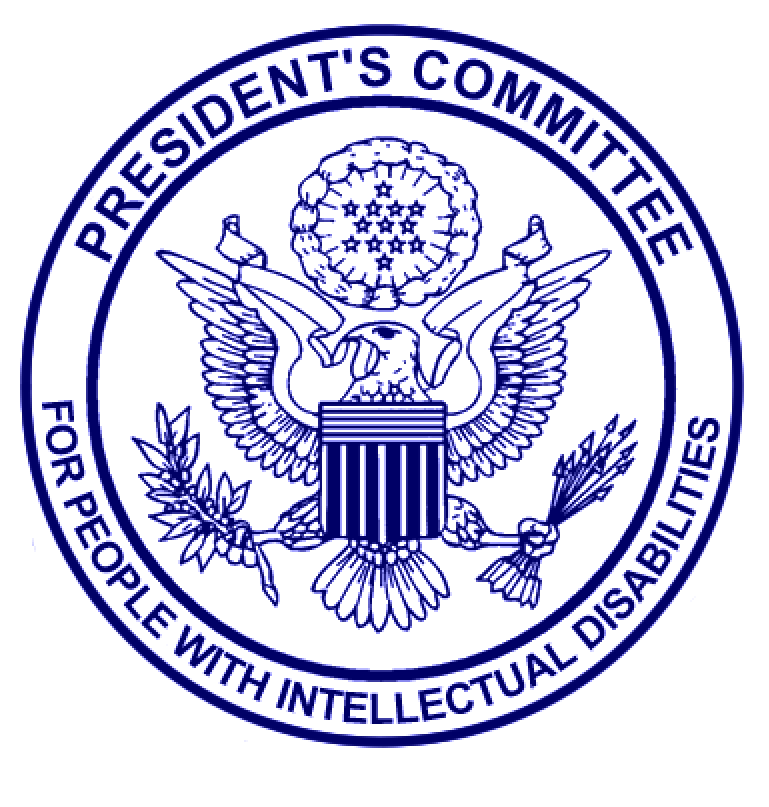 PRESIDENT'S COMMITTEE
FOR PEOPLE WITH INTELLECTUAL DISABILITIES